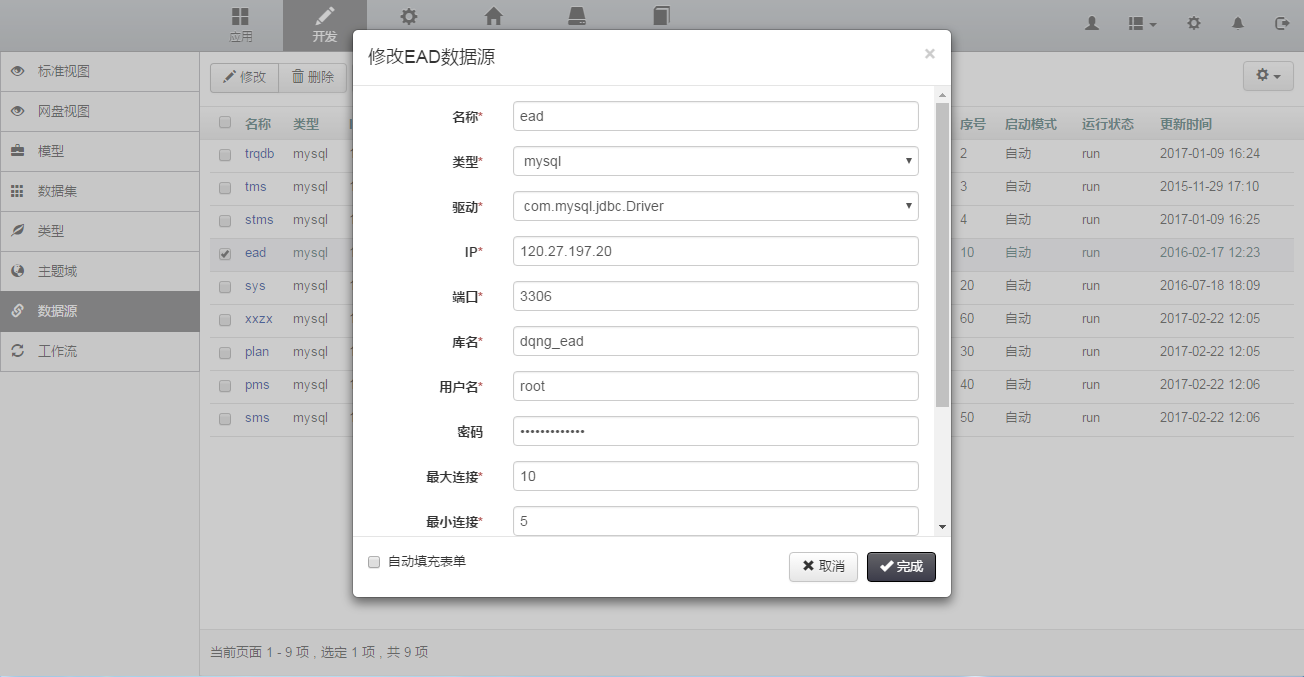 应用
开发
标准视图
网盘视图
模型
数据集
类型
主题域
数据源
工作流
修改
删除
名称 类型 序号 启动模式 运行状态 更新时间
trqdb mysql 2 自动 run 2017-01-09 16:24
tms mysql 3 自动 run 2015-11-29 17:10
stms mysql 4 自动 run 2017-01-09 16:25
ead mysql 10 自动 run 2016-02-17 12:23
sys mysql 20 自动 run 2016-07-18 18:09
xxzx mysql 60 自动 run 2017-02-22 12:05
plan mysql 30 自动 run 2017-02-22 12:05
pms mysql 40 自动 run 2017-02-22 12:06
sms mysql 50 自动 run 2017-02-22 12:06
修改EAD数据源
×
名称* ead
类型* mysql
驱动* com.mysql.jdbc.Driver
IP* 120.27.197.20
端口* 3306
库名* dqng_ead
用户名* root
密码 •••••••••••••
最大连接* 10
最小连接* 5
自动填充表单
取消
完成
当前页面 1 - 9 项 , 选定 1 项 , 共 9 项